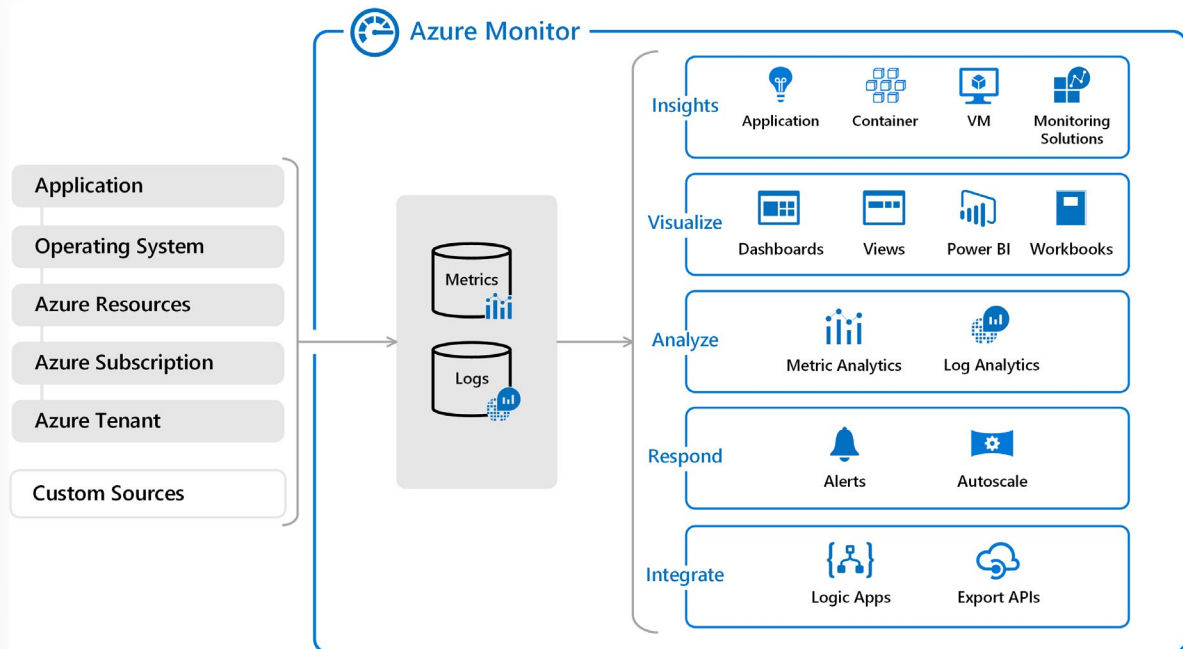 Azure Monitor
Application
Operating System
Azure Resources
Azure Subscription
Azure Tenant
Custom Sources
Metrics
Logs
Insights
Application
Container
VM
Monitoring
Solutions
Visualize
Dashboards
Views
Power BI
Workbooks
Analyze
Metric Analytics
Log Analytics
Respond
Alerts
Autoscale
Integrate
Logic Apps
Export APIs